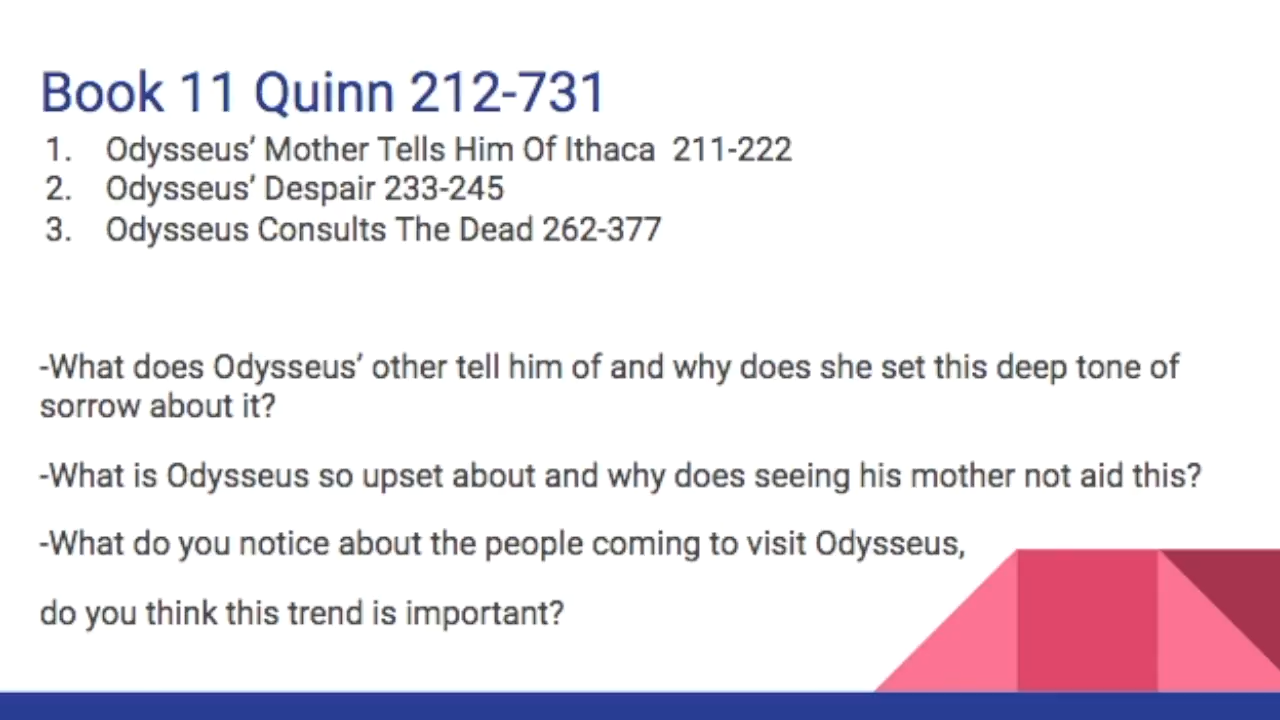 Book 11 Quinn 212-731
1. Odysseus’ Mother Tells Him Of Ithaca 211-222
2. Odysseus’ Despair 233-245
3. Odysseus Consults The Dead 262-377
-What does Odysseus’ other tell him of and why does she set this deep tone of
sorrow about it?
-What is Odysseus so upset about and why does seeing his mother not aid this?
-What do you notice about the people coming to visit Odysseus,
do you think this trend is important?